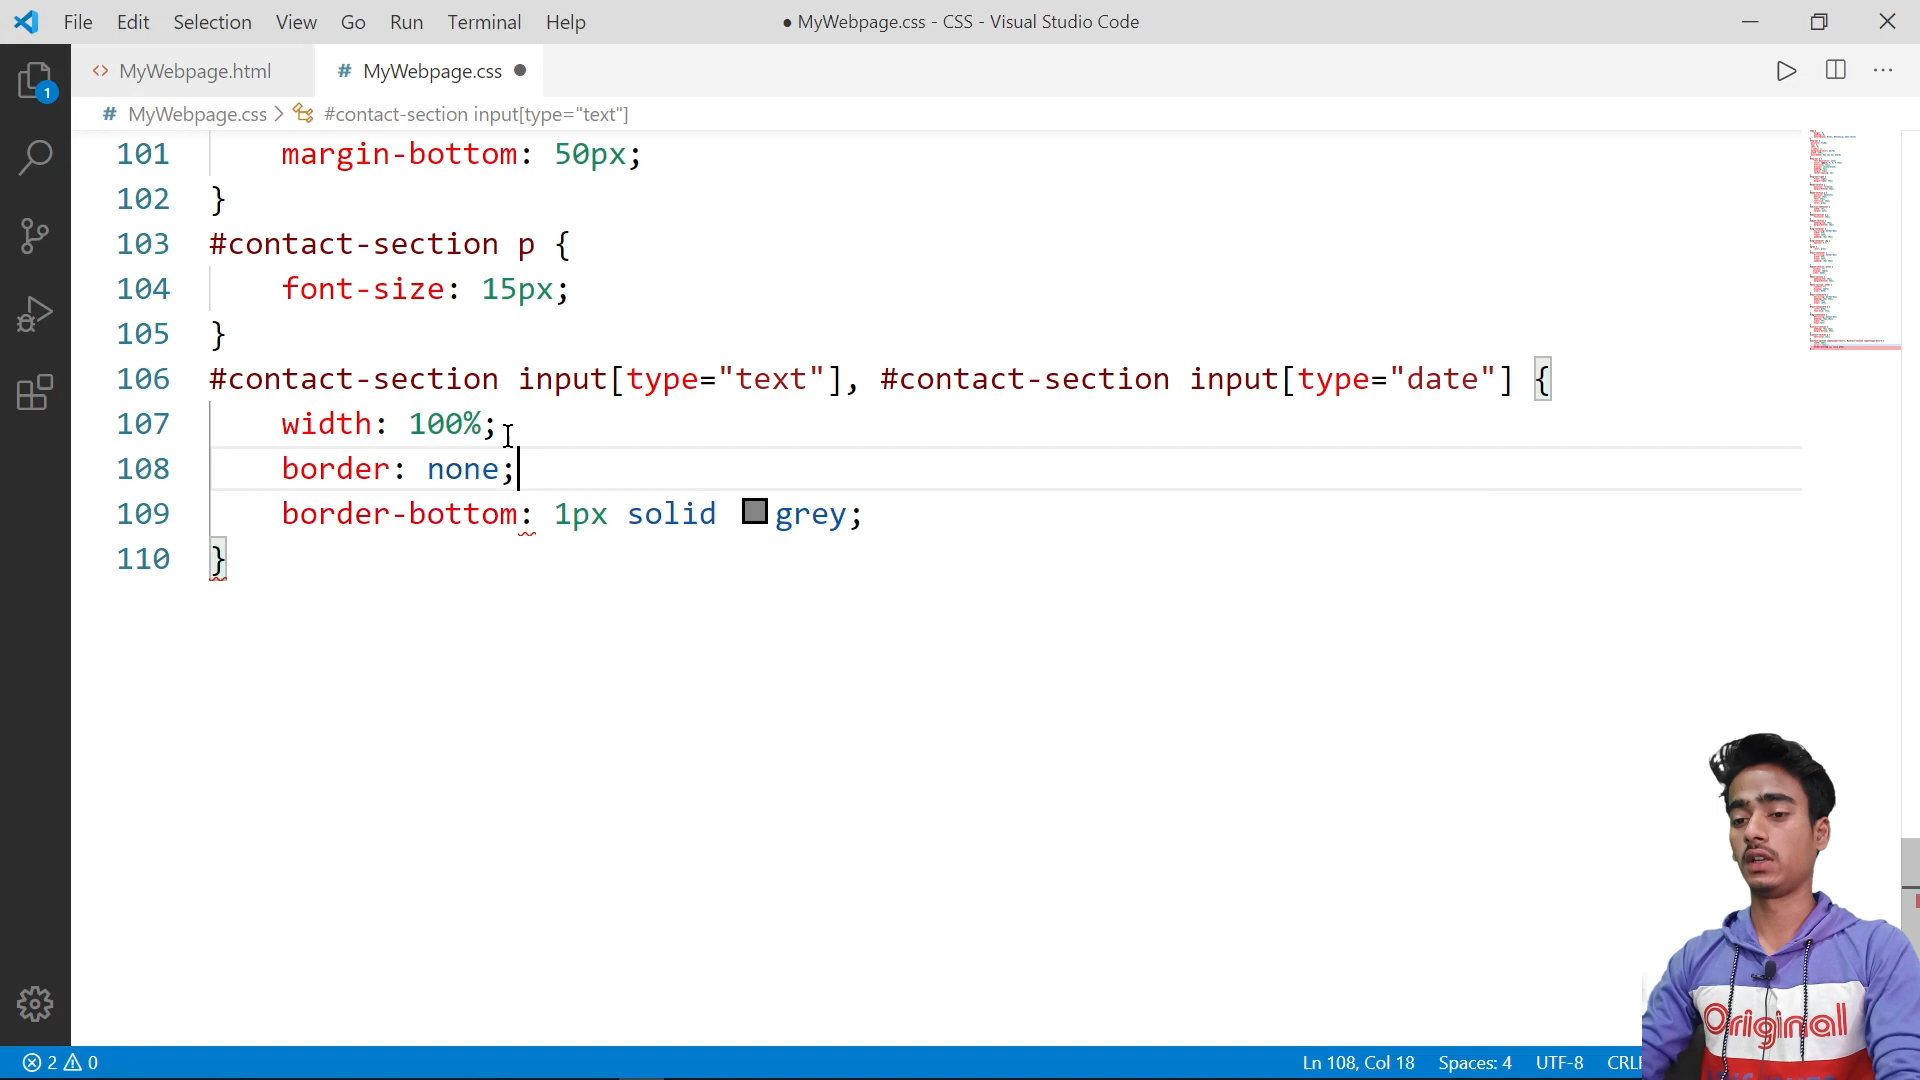 File Edit Selection View Go Run Terminal Help
● MyWebpage.css - CSS - Visual Studio Code
<> MyWebpage.html
# MyWebpage.css ●
1
# MyWebpage.css > #contact-section input[type="text"]
101 margin-bottom: 50px;
102 }
103 #contact-section p {
104 font-size: 15px;
105 }
106 #contact-section input[type="text"], #contact-section input[type="date"] {
107 width: 100%;
108 border: none;
109 border-bottom: 1px solid grey;
110 }
Original
2 0
Ln 108, Col 18 Spaces: 4 UTF-8